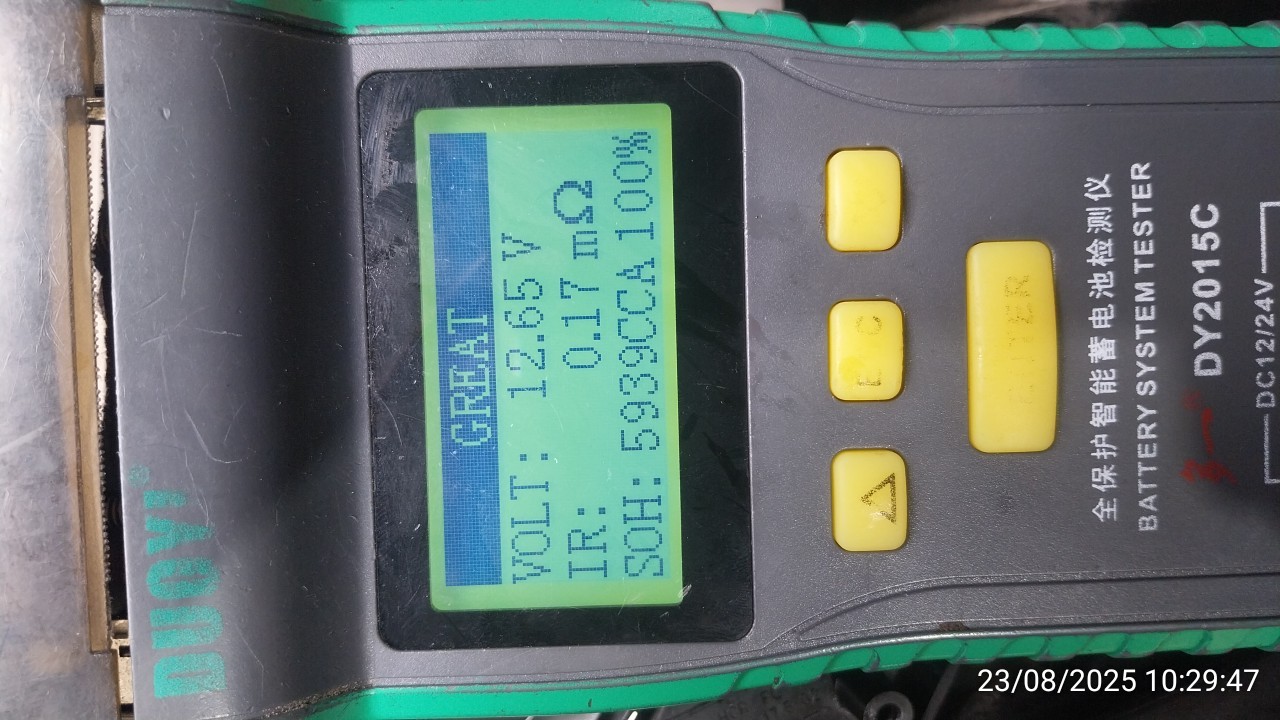 DUOYI®
GREAT
VOLT: 12.65 V
IR: 0.17 mΩ
SOH: 5939CCA 100%
ENTER
全保护智能蓄电池检测仪
BATTERY SYSTEM TESTER
DY2015C
DC12/24V
23/08/2025 10:29:47